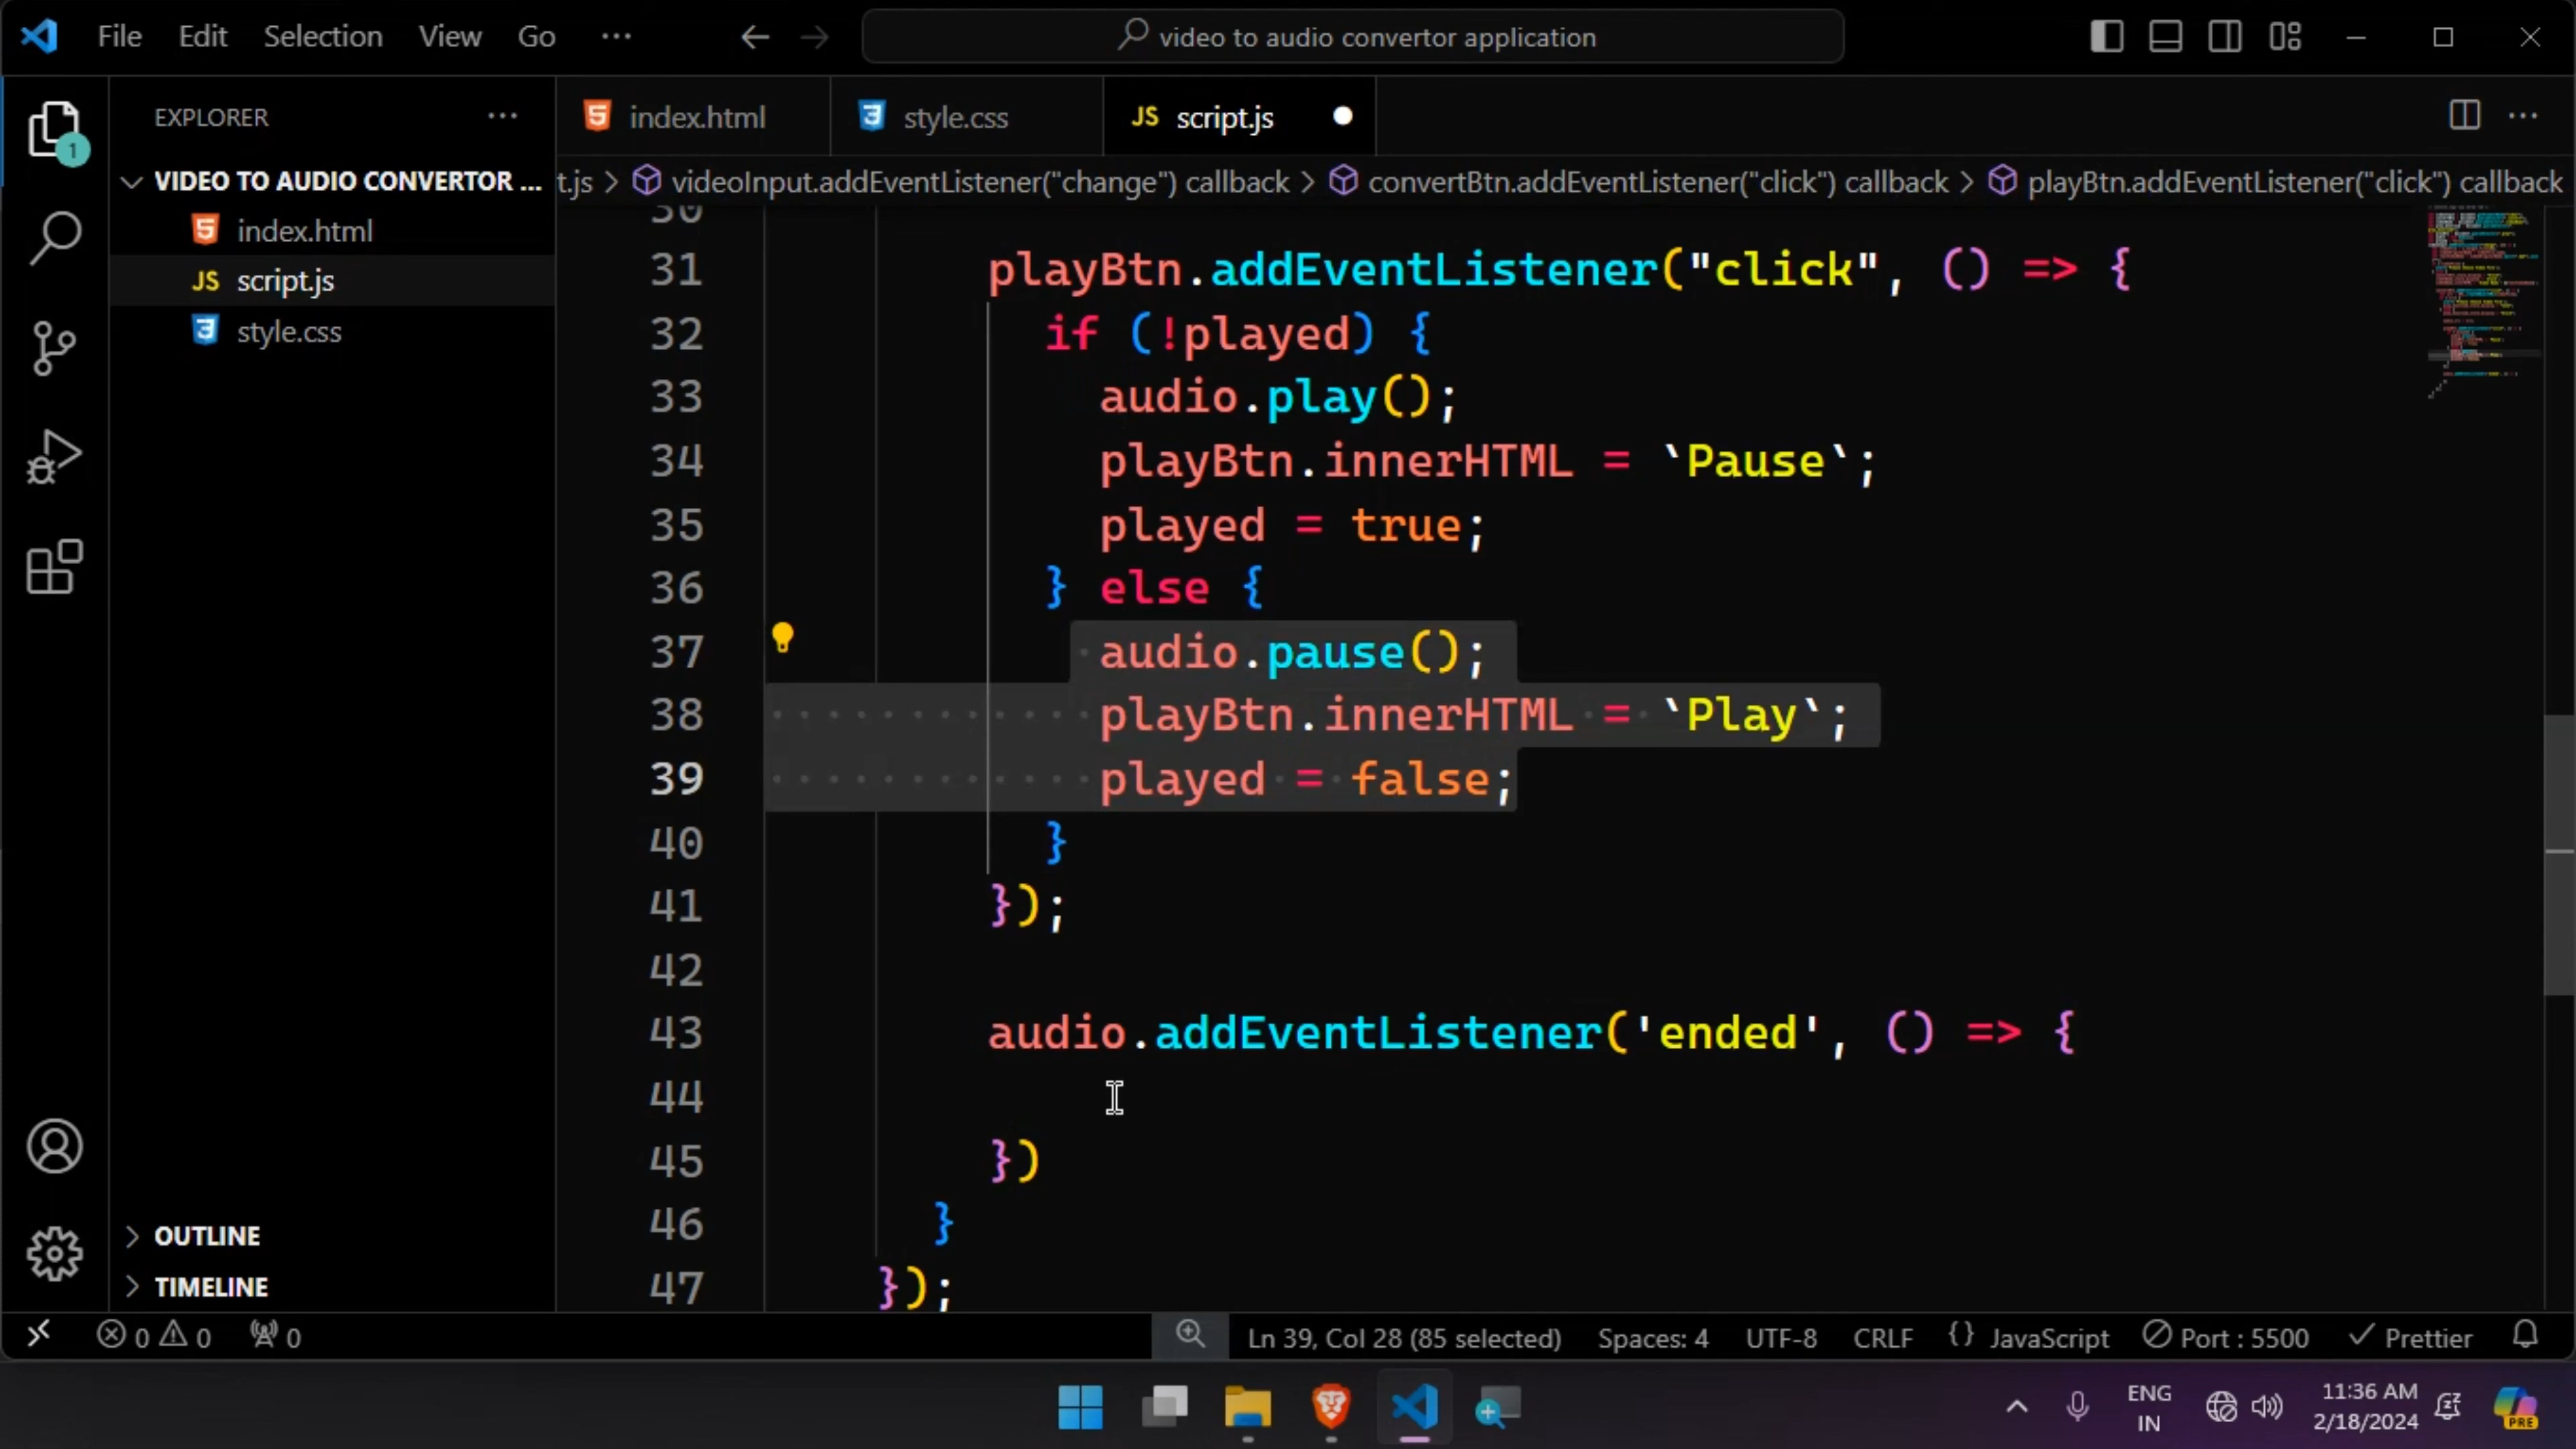 File Edit Selection View Go ··· video to audio convertor application
EXPLORER ···
index.html style.css JS script.js
VIDEO TO AUDIO CONVERTOR ...
t.js > videoInput.addEventListener("change") callback > convertBtn.addEventListener("click") callback > playBtn.addEventListener("click") callback
index.html
JS script.js
style.css
30
31 playBtn.addEventListener("click", () => {
32 if (!played) {
33 audio.play();
34 playBtn.innerHTML = `Pause`;
35 played = true;
36 } else {
37 audio.pause();
38 playBtn.innerHTML = `Play`;
39 played = false;
40 }
41 });
42
43 audio.addEventListener('ended', () => {
44
45 })
46 }
47 });
OUTLINE
TIMELINE
0 0 0 Ln 39, Col 28 (85 selected) Spaces: 4 UTF-8 CRLF {} JavaScript Port : 5500 Prettier
1
ENG
IN
11:36 AM
2/18/2024
PRE